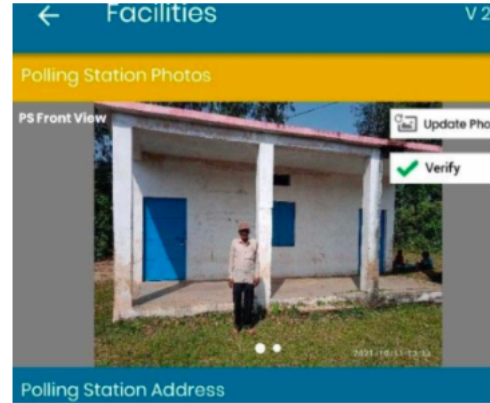 ← Facilities V 2
Polling Station Photos
PS Front View
Update Pho
✓ Verify
Polling Station Address